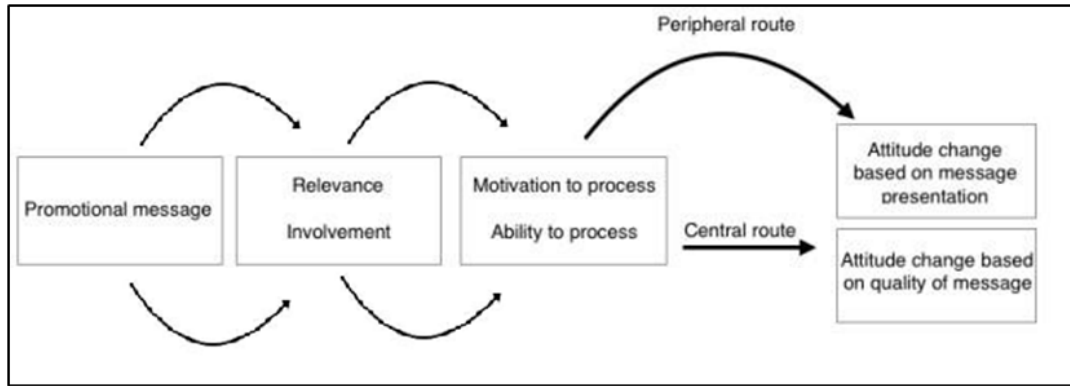 Peripheral route
Promotional message
Relevance
Involvement
Motivation to process
Ability to process
Central route
Attitude change
based on message
presentation
Attitude change based
on quality of message